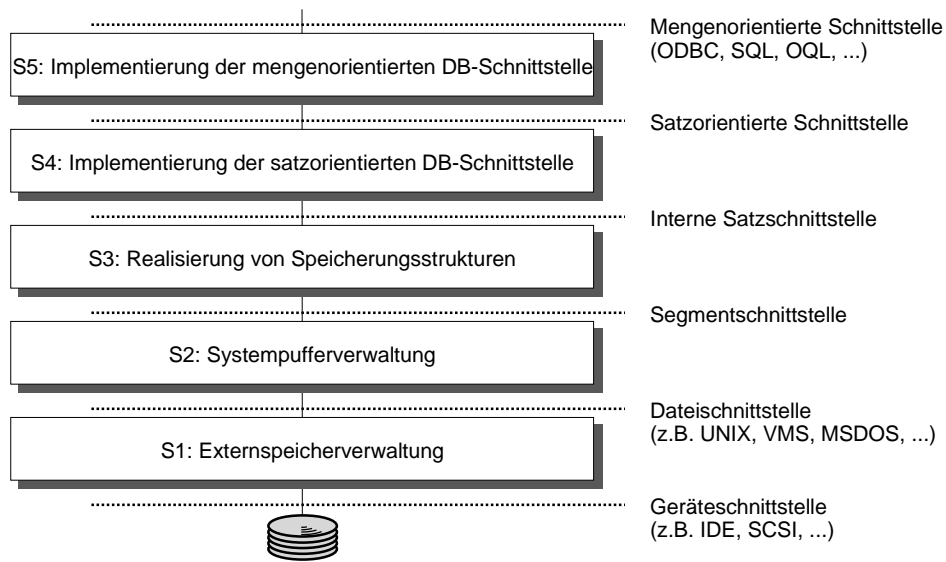 Mengenorientierte Schnittstelle
(ODBC, SQL, OQL, ...)
S5: Implementierung der mengenorientierten DB-Schnittstelle
Satzorientierte Schnittstelle
S4: Implementierung der satzorientierten DB-Schnittstelle
Interne Satzschnittstelle
S3: Realisierung von Speicherungsstrukturen
Segmentschnittstelle
S2: Systempufferverwaltung
Dateischnittstelle
(z.B. UNIX, VMS, MSDOS, ...)
S1: Externspeicherverwaltung
Geräteschnittstelle
(z.B. IDE, SCSI, ...)